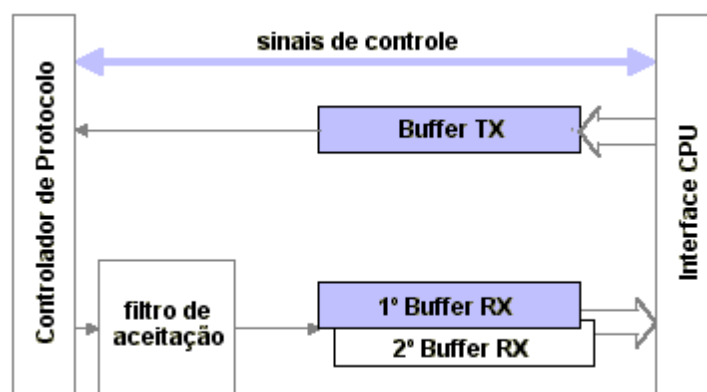 sinais de controle
Controlador de Protocolo
Buffer TX
Interface CPU
filtro de
aceitação
1º Buffer RX
2º Buffer RX